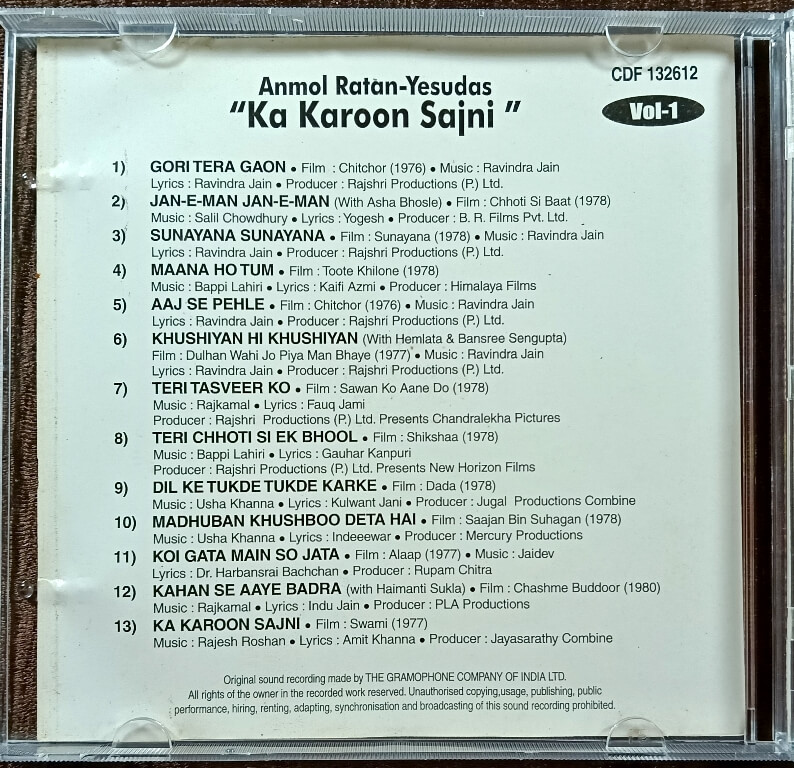 CDF 132612
Anmol Ratan-Yesudas
"Ka Karoon Sajni"
Vol-1
1) GORI TERA GAON • Film : Chitchor (1976) • Music : Ravindra Jain
Lyrics : Ravindra Jain • Producer : Rajshri Productions (P.) Ltd.
2) JAN-E-MAN JAN-E-MAN (With Asha Bhosle) • Film : Chhoti Si Baat (1978)
Music : Salil Chowdhury • Lyrics : Yogesh • Producer : B. R. Films Pvt. Ltd.
3) SUNAYANA SUNAYANA • Film : Sunayana (1978) • Music : Ravindra Jain
Lyrics : Ravindra Jain • Producer : Rajshri Productions (P.) Ltd.
4) MAANA HO TUM • Film : Toote Khilone (1978)
Music : Bappi Lahiri • Lyrics : Kaifi Azmi • Producer : Himalaya Films
5) AAJ SE PEHLE • Film : Chitchor (1976) • Music : Ravindra Jain
Lyrics : Ravindra Jain • Producer : Rajshri Productions (P.) Ltd.
6) KHUSHIYAN HI KHUSHIYAN (With Hemlata & Bansree Sengupta)
Film : Dulhan Wahi Jo Piya Man Bhaye (1977) • Music : Ravindra Jain
Lyrics : Ravindra Jain • Producer : Rajshri Productions (P.) Ltd.
7) TERI TASVEER KO • Film : Sawan Ko Aane Do (1978)
Music : Rajkamal • Lyrics : Fauq Jami
Producer : Rajshri Productions (P.) Ltd. Presents Chandralekha Pictures
8) TERI CHHOTI SI EK BHOOL • Film : Shikshaa (1978)
Music : Bappi Lahiri • Lyrics : Gauhar Kanpuri
Producer : Rajshri Productions (P.) Ltd. Presents New Horizon Films
9) DIL KE TUKDE TUKDE KARKE • Film : Dada (1978)
Music : Usha Khanna • Lyrics : Kulwant Jani • Producer : Jugal Productions Combine
10) MADHUBAN KHUSHBOO DETA HAI • Film : Saajan Bin Suhagan (1978)
Music : Usha Khanna • Lyrics : Indeeewar • Producer : Mercury Productions
11) KOI GATA MAIN SO JATA • Film : Alaap (1977) • Music : Jaidev
Lyrics : Dr. Harbansrai Bachchan • Producer : Rupam Chitra
12) KAHAN SE AAYE BADRA (with Haimanti Sukla) • Film : Chashme Buddoor (1980)
Music : Rajkamal • Lyrics : Indu Jain • Producer : PLA Productions
13) KA KAROON SAJNI • Film : Swami (1977)
Music : Rajesh Roshan • Lyrics : Amit Khanna • Producer : Jayasarathy Combine
Original sound recording made by THE GRAMOPHONE COMPANY OF INDIA LTD.
All rights of the owner in the recorded work reserved. Unauthorised copying,usage, publishing, public
performance, hiring, renting, adapting, synchronisation and broadcasting of this sound recording prohibited.